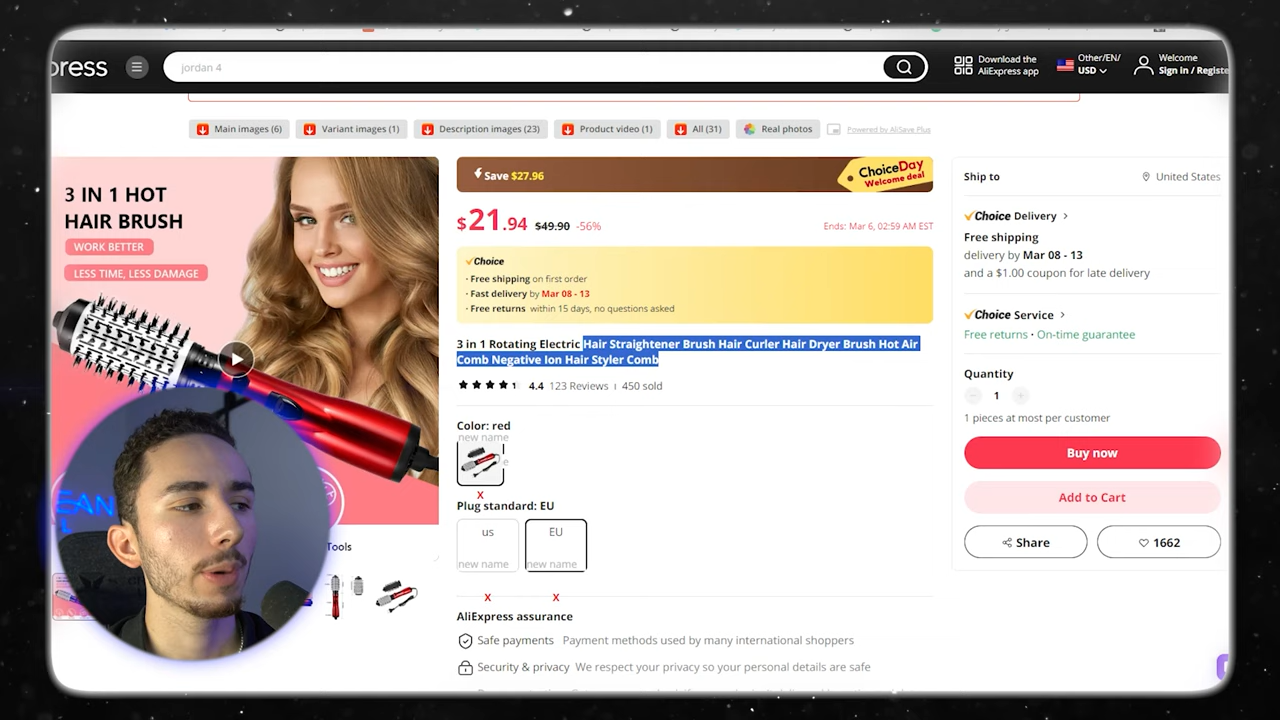 press
jordan 4
Download the
AliExpress app
Other/EN/
USD
Welcome
Sign in / Registe
Main images (6)
Variant images (1)
Description images (23)
Product video (1)
All (31)
Real photos
Powered by AliSave Plus
3 IN 1 HOT
HAIR BRUSH
WORK BETTER
LESS TIME, LESS DAMAGE
Save $27.96
ChoiceDay
Welcome deal
$21.94 $49.90 -56%
Ends: Mar 6, 02:59 AM EST
Choice
· Free shipping on first order
· Fast delivery by Mar 08 - 13
· Free returns within 15 days, no questions asked
3 in 1 Rotating Electric Hair Straightener Brush Hair Curler Hair Dryer Brush Hot Air
Comb Negative Ion Hair Styler Comb
4.4 123 Reviews 450 sold
Color: red
new name
x
Plug standard: EU
us
EU
new name
new name
x
x
AliExpress assurance
Safe payments Payment methods used by many international shoppers
Security & privacy We respect your privacy so your personal details are safe
Tools
Ship to
United States
Choice Delivery >
Free shipping
delivery by Mar 08 - 13
and a $1.00 coupon for late delivery
Choice Service >
Free returns · On-time guarantee
Quantity
1
1 pieces at most per customer
Buy now
Add to Cart
Share
1662